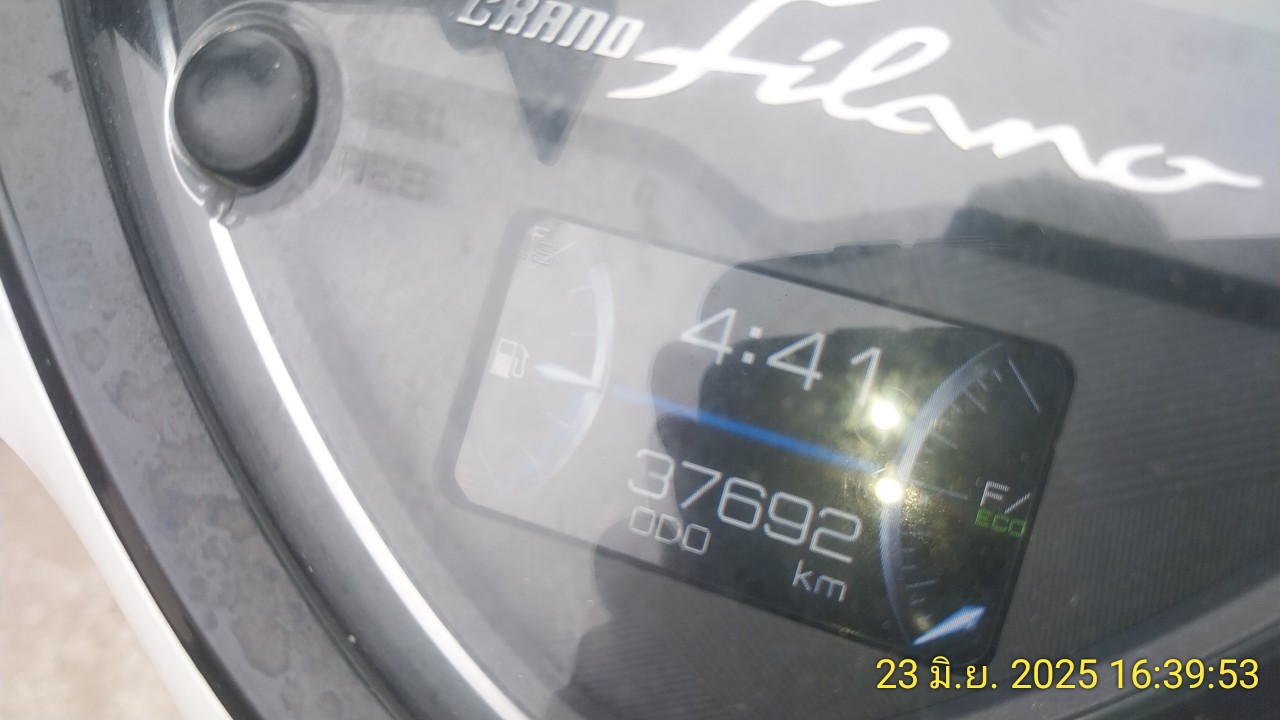 GRAND
Filano
4:41
37692
ODO
km
F/
ECO
23 มิ.ย. 2025 16:39:53